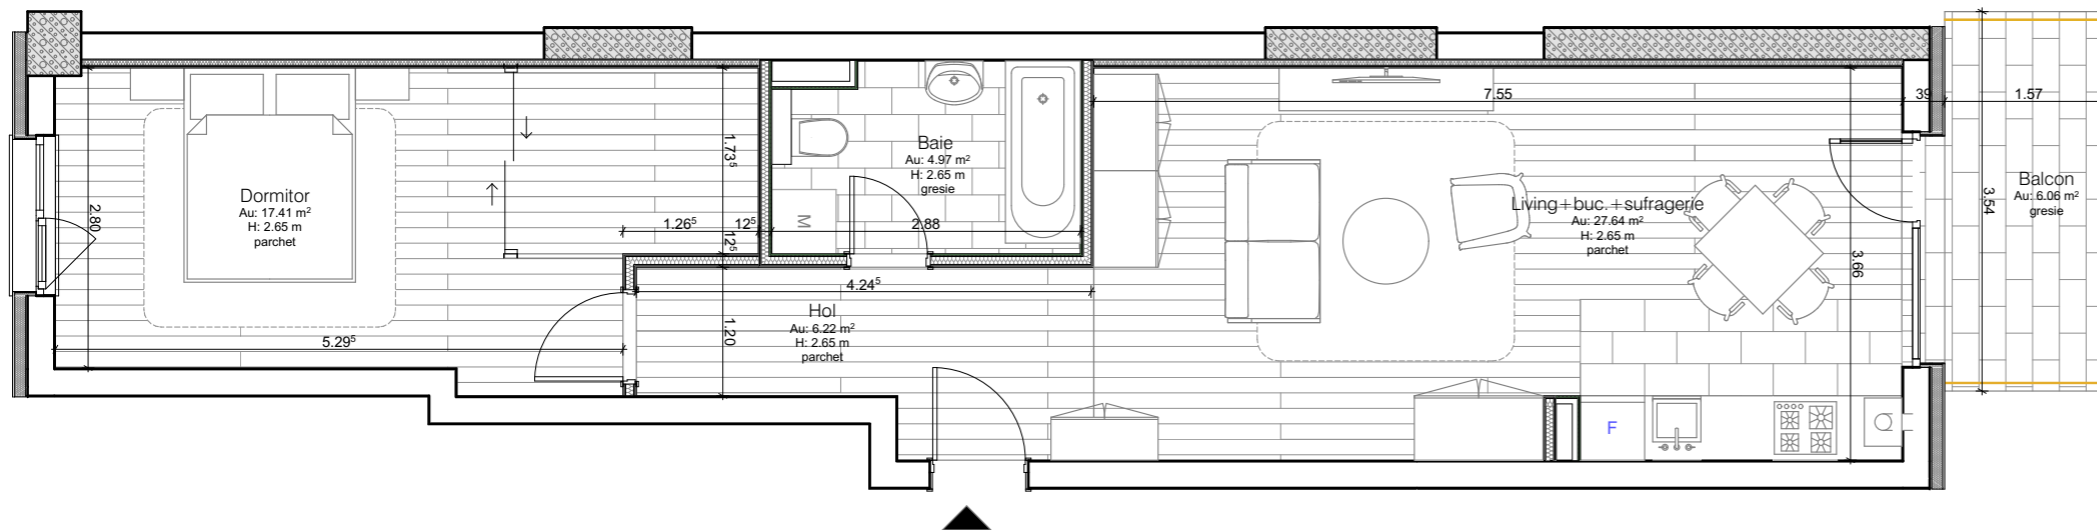 Dormitor
Au: 17.41 m²
H: 2.65 m
parchet
2.80
5.29⁵
1.73⁵
1.26⁵
12⁵
12⁵
Baie
Au: 4.97 m²
H: 2.65 m
gresie
M
2.88
4.24⁵
Hol
Au: 6.22 m²
H: 2.65 m
parchet
1.20
7.55
39
1.57
Living+buc.+sufragerie
Au: 27.64 m²
H: 2.65 m
parchet
3.66
F
Balcon
Au: 6.06 m²
gresie
3.54